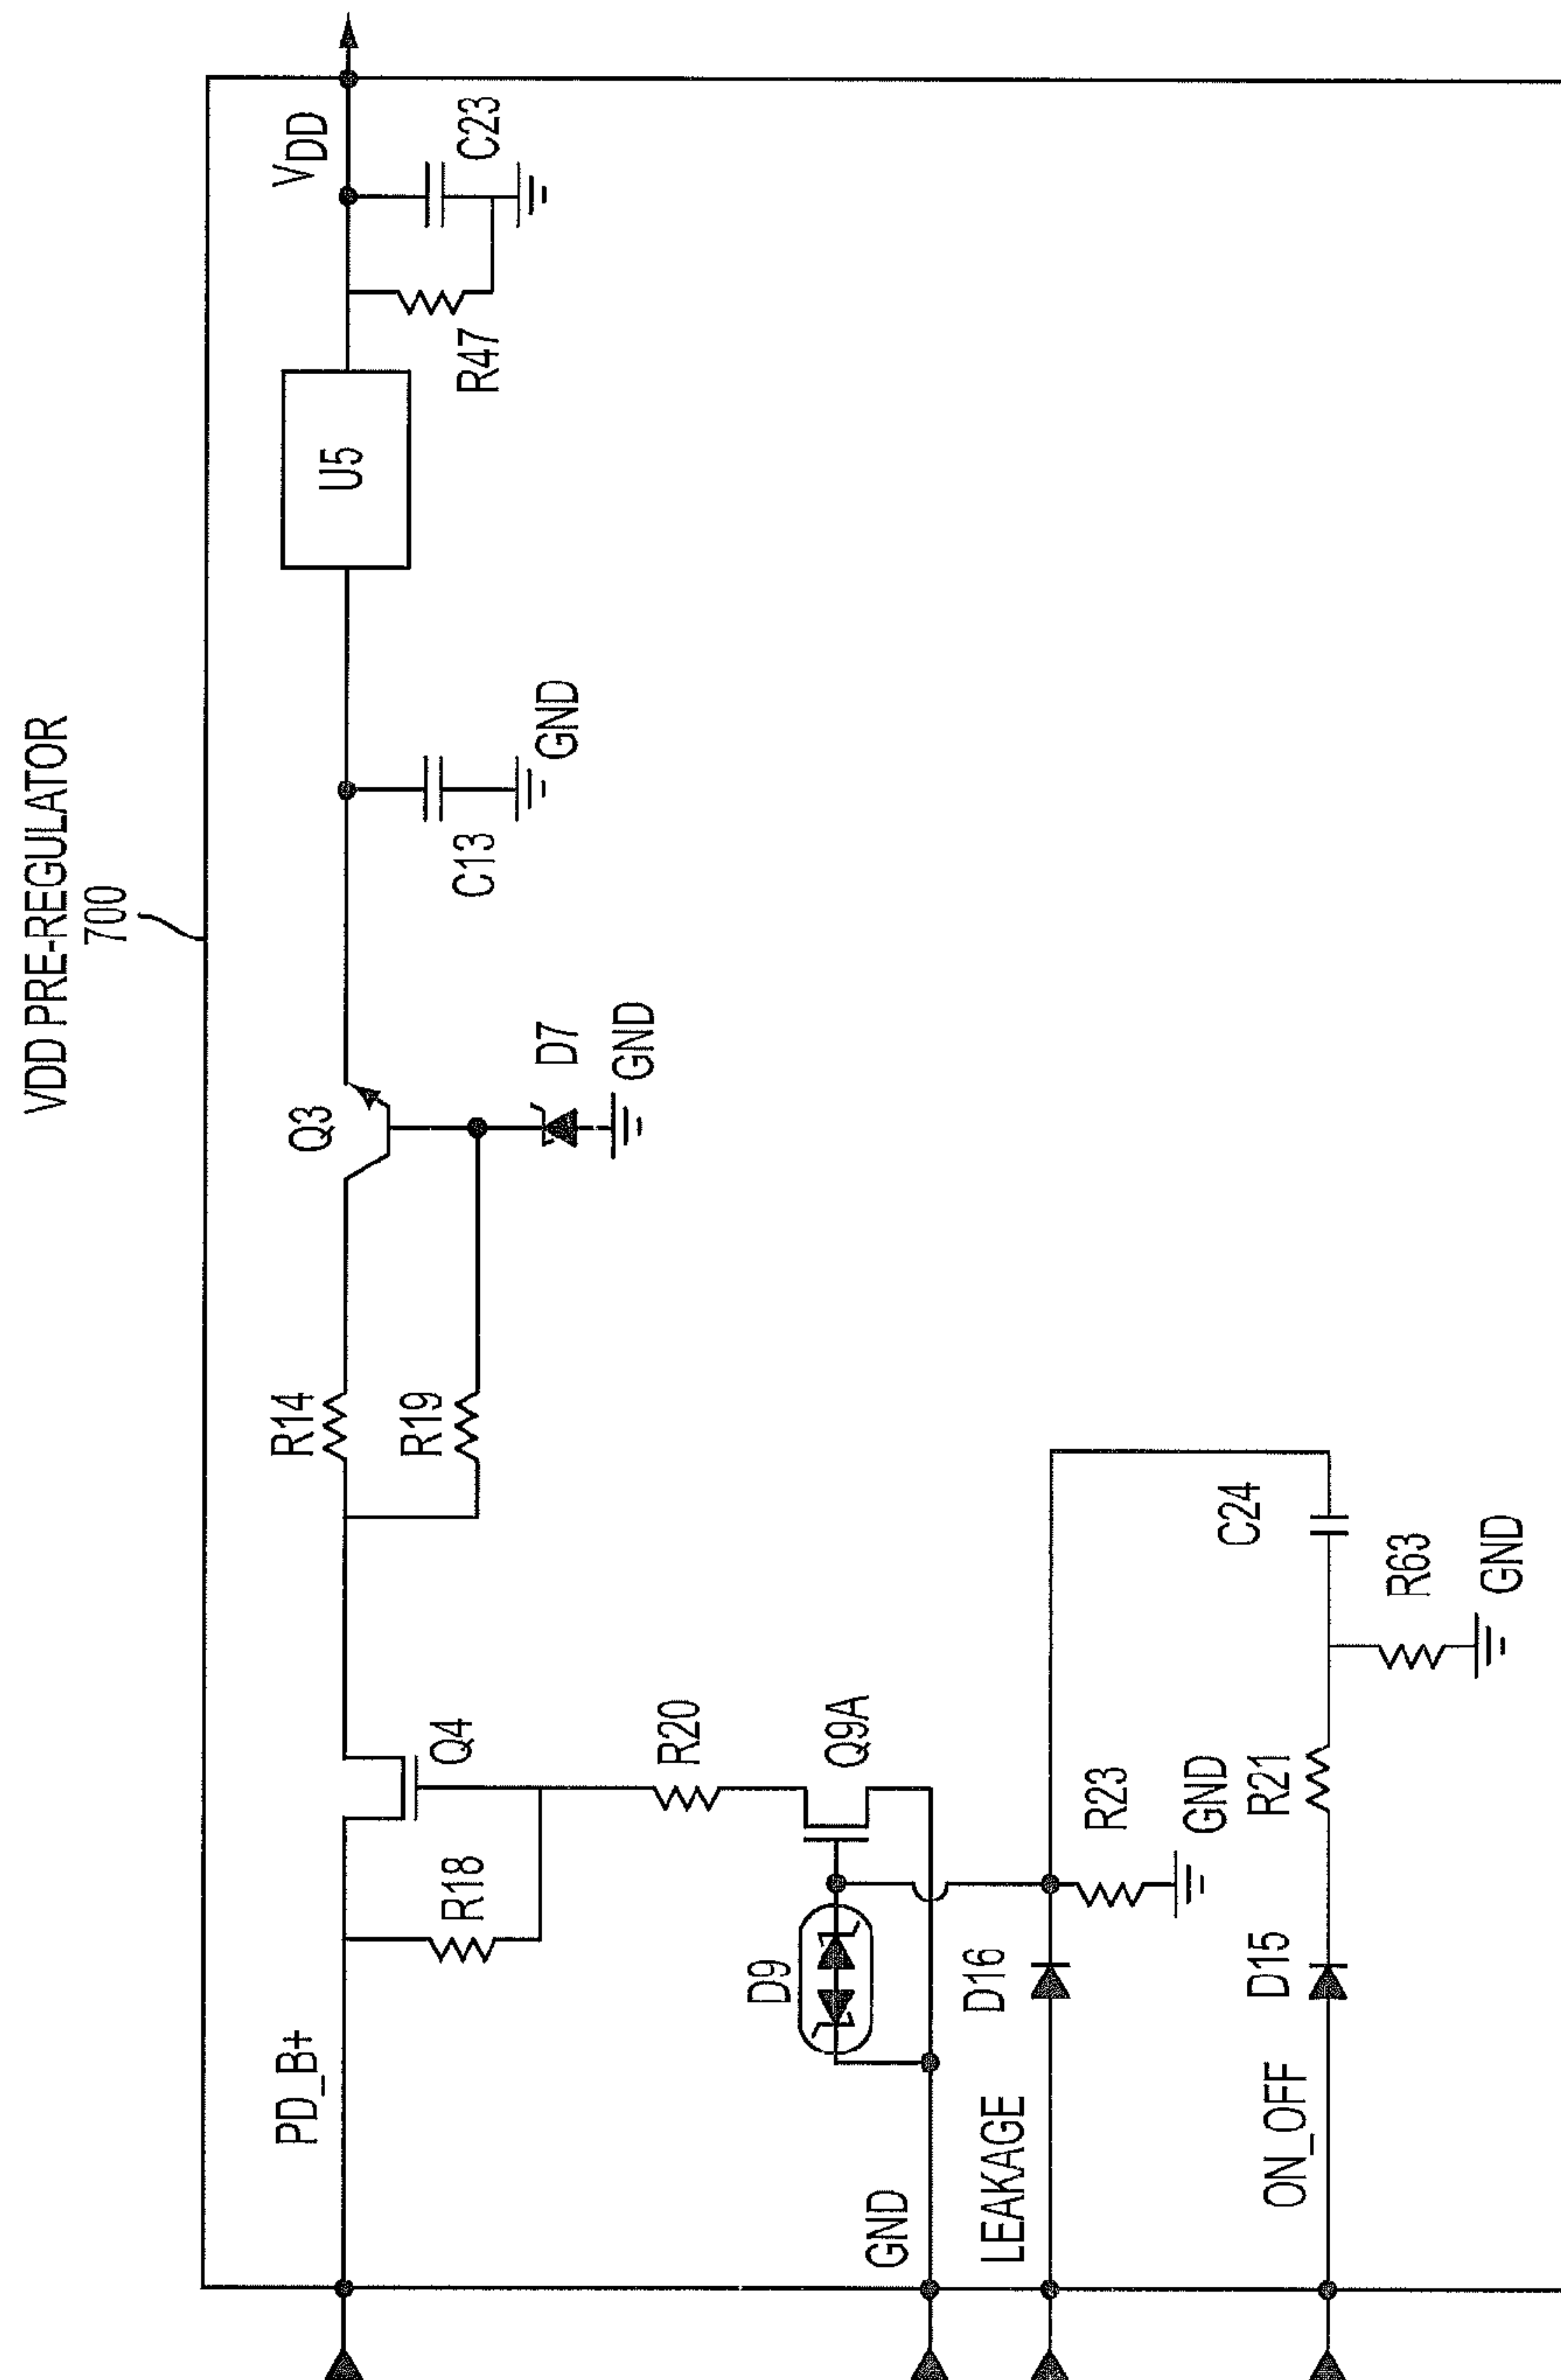 VDD PRE-REGULATOR
700
PD_B+
R18
Q4
R14
R19
Q3
D7
GND
C13
GND
U5
R47
VDD
C23
R20
D9
Q9A
GND
LEAKAGE
D16
R23
GND
C24
ON_OFF
D15
R21
R63
GND